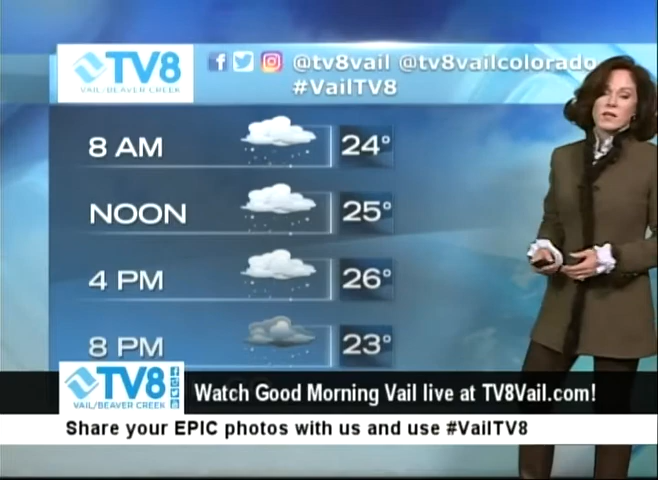 TV8
VAIL/BEAVER CREEK
@tv8vail @tv8vailcolorado
#VailTV8
8 AM 24°
NOON 25°
4 PM 26°
8 PM 23°
TV8
VAIL/BEAVER CREEK
Watch Good Morning Vail live at TV8Vail.com!
Share your EPIC photos with us and use #VailTV8